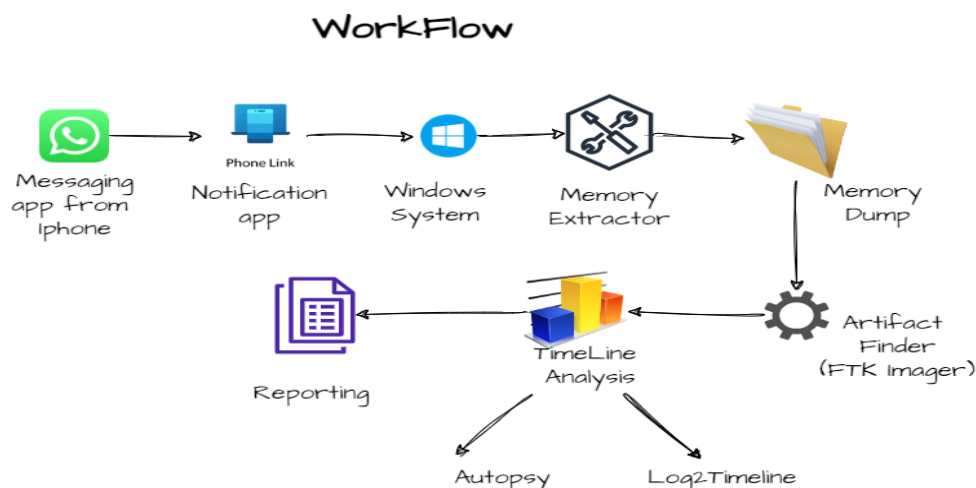 WorkFlow
Phone Link
Messaging
app from
Iphone
Notification
app
Windows
System
Memory
Extractor
Memory
Dump
Artifact
Finder
(FTK Imager)
TimeLine
Analysis
Reporting
Autopsy
Log2Timeline